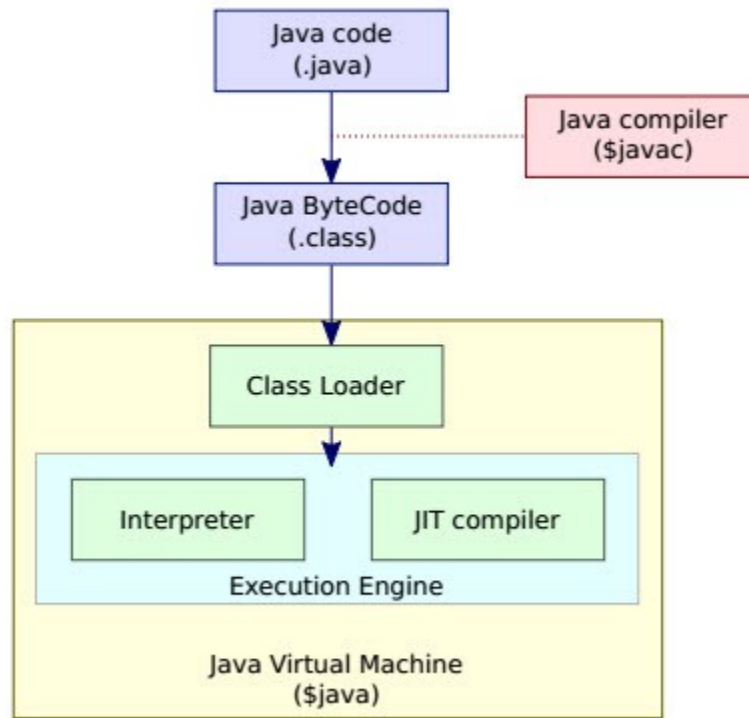 Java code
(.java)
Java compiler
($javac)
Java ByteCode
(.class)
Class Loader
Interpreter
JIT compiler
Execution Engine
Java Virtual Machine
($java)